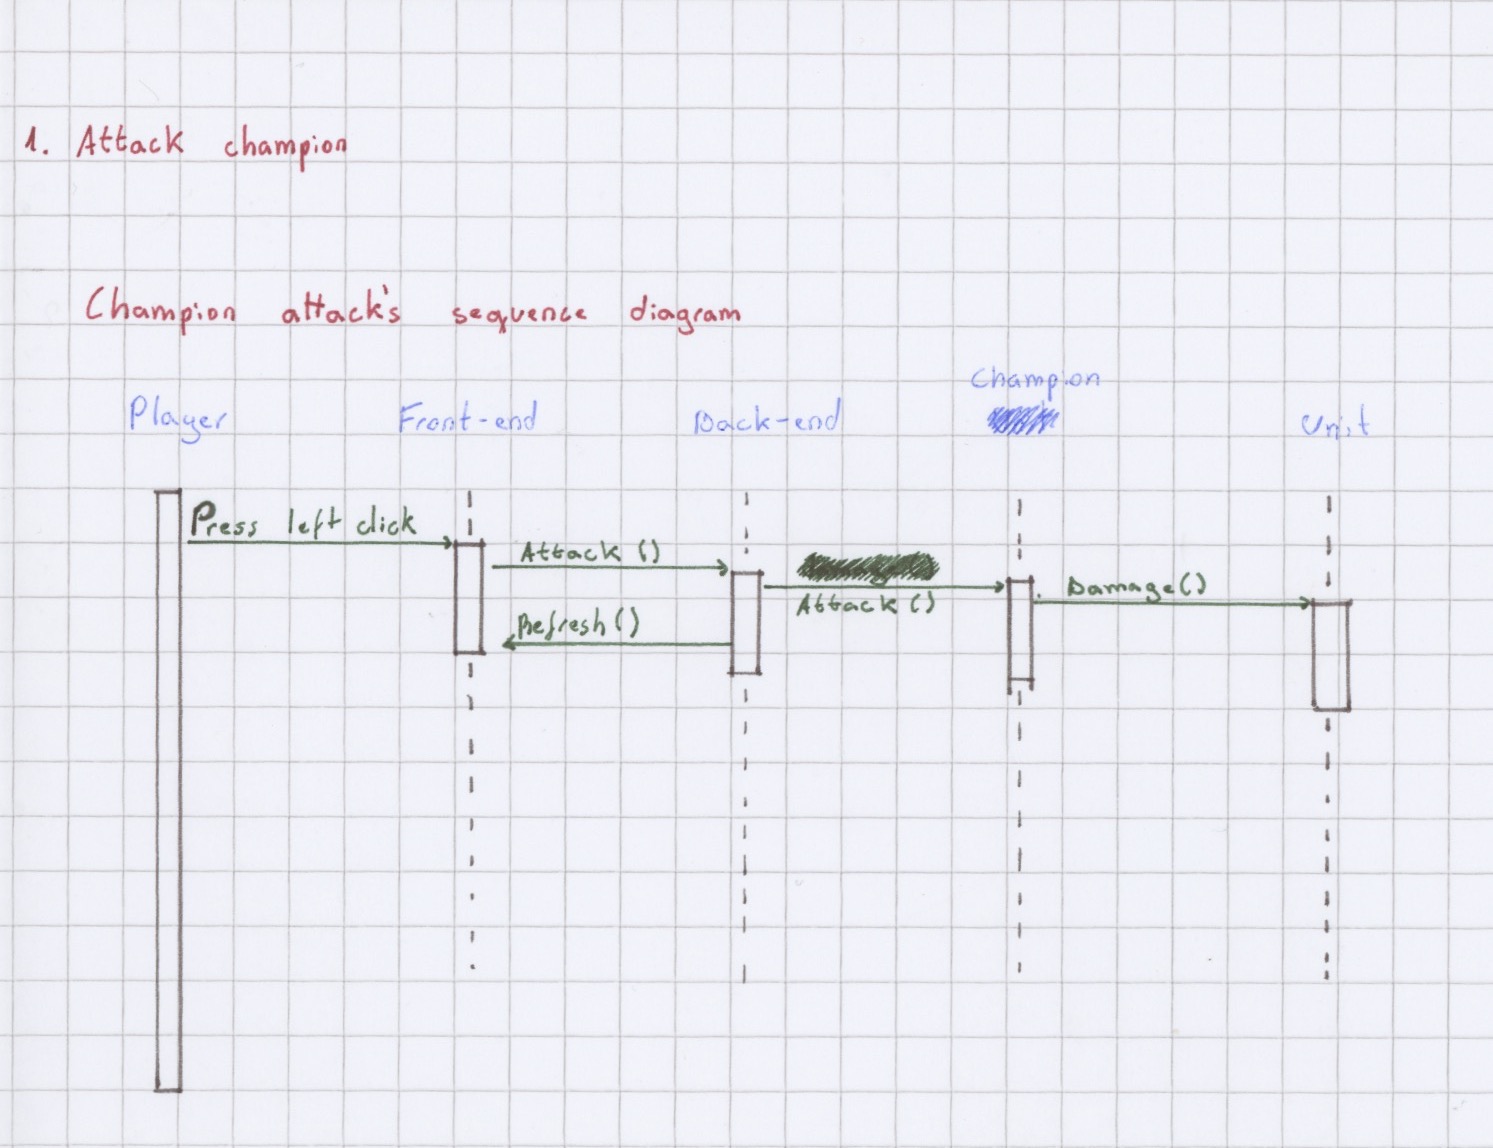 1. Attack champion
Champion attack's sequence diagram
Player Front-end Back-end Champion Unit
Press left click
Attack ()
Attack ()
Damage()
Refresh()